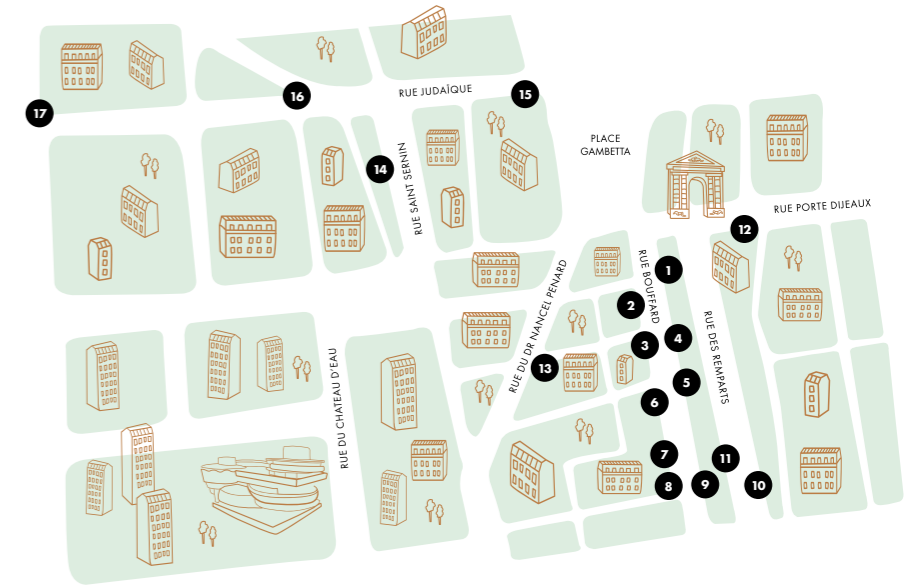 RUE JUDAÏQUE
15
16
17
PLACE
GAMBETTA
14
RUE SAINT SERNIN
RUE PORTE DIJEAUX
12
RUE BOUFFARD
1
RUE DU DR NANCEL PENARD
2
RUE DES REMPARTS
3
4
13
5
6
RUE DU CHATEAU D'EAU
7
11
8
9
10